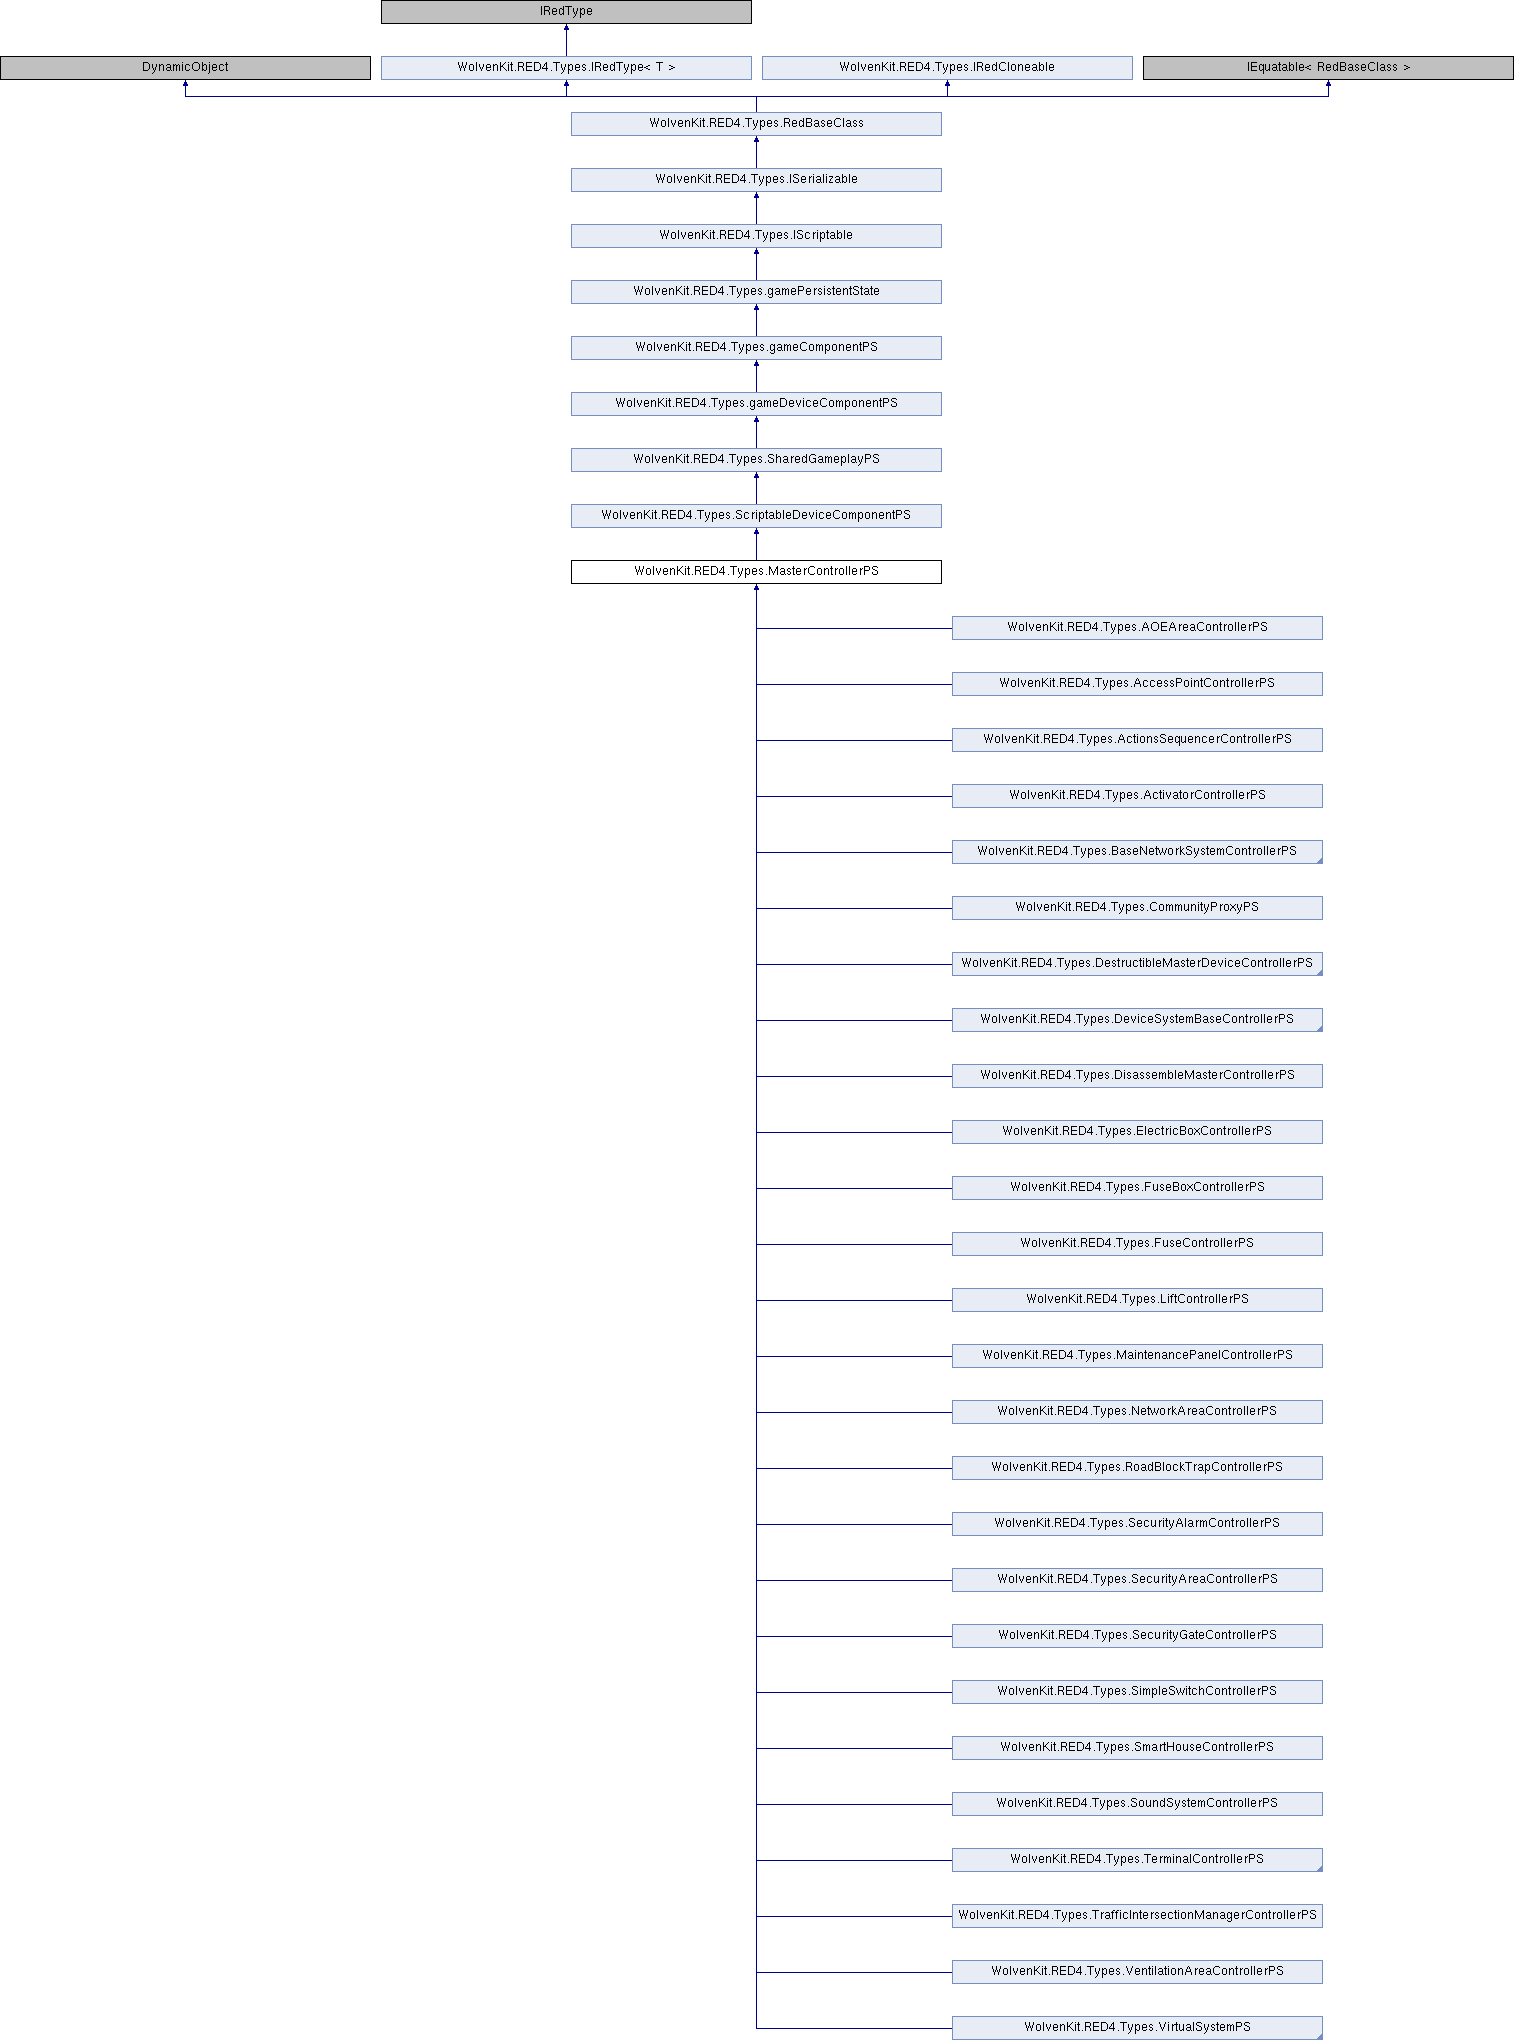 IRedType
DynamicObject
WolvenKit.RED4.Types.IRedType< T >
WolvenKit.RED4.Types.IRedCloneable
IEquatable< RedBaseClass >
WolvenKit.RED4.Types.RedBaseClass
WolvenKit.RED4.Types.ISerializable
WolvenKit.RED4.Types.IScriptable
WolvenKit.RED4.Types.gamePersistentState
WolvenKit.RED4.Types.gameComponentPS
WolvenKit.RED4.Types.gameDeviceComponentPS
WolvenKit.RED4.Types.SharedGameplayPS
WolvenKit.RED4.Types.ScriptableDeviceComponentPS
WolvenKit.RED4.Types.MasterControllerPS
WolvenKit.RED4.Types.AOEAreaControllerPS
WolvenKit.RED4.Types.AccessPointControllerPS
WolvenKit.RED4.Types.ActionsSequencerControllerPS
WolvenKit.RED4.Types.ActivatorControllerPS
WolvenKit.RED4.Types.BaseNetworkSystemControllerPS
WolvenKit.RED4.Types.CommunityProxyPS
WolvenKit.RED4.Types.DestructibleMasterDeviceControllerPS
WolvenKit.RED4.Types.DeviceSystemBaseControllerPS
WolvenKit.RED4.Types.DisassembleMasterControllerPS
WolvenKit.RED4.Types.ElectricBoxControllerPS
WolvenKit.RED4.Types.FuseBoxControllerPS
WolvenKit.RED4.Types.FuseControllerPS
WolvenKit.RED4.Types.LiftControllerPS
WolvenKit.RED4.Types.MaintenancePanelControllerPS
WolvenKit.RED4.Types.NetworkAreaControllerPS
WolvenKit.RED4.Types.RoadBlockTrapControllerPS
WolvenKit.RED4.Types.SecurityAlarmControllerPS
WolvenKit.RED4.Types.SecurityAreaControllerPS
WolvenKit.RED4.Types.SecurityGateControllerPS
WolvenKit.RED4.Types.SimpleSwitchControllerPS
WolvenKit.RED4.Types.SmartHouseControllerPS
WolvenKit.RED4.Types.SoundSystemControllerPS
WolvenKit.RED4.Types.TerminalControllerPS
WolvenKit.RED4.Types.TrafficIntersectionManagerControllerPS
WolvenKit.RED4.Types.VentilationAreaControllerPS
WolvenKit.RED4.Types.VirtualSystemPS